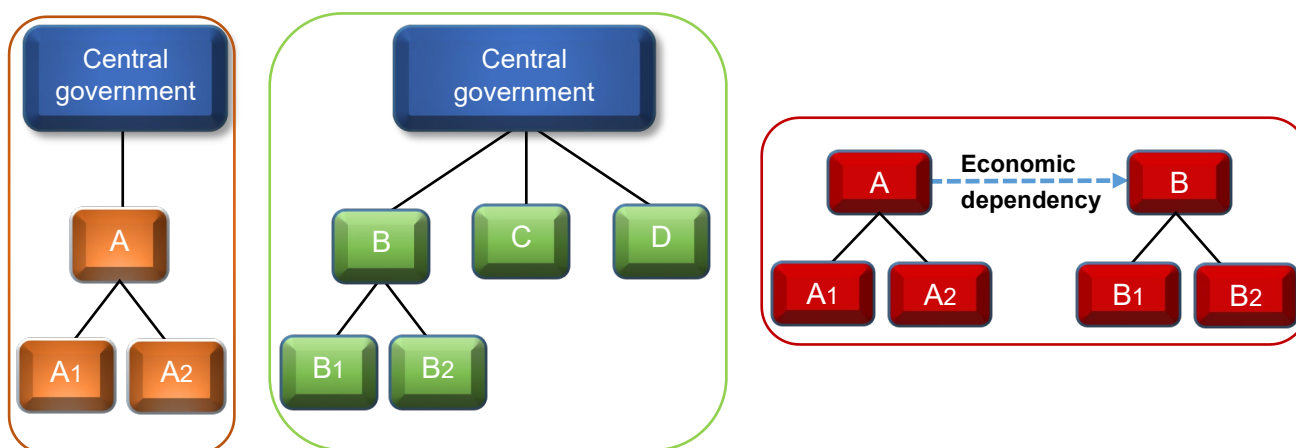 Central
government
A
A1
A2
Central
government
B
C
D
B1
B2
A
Economic
dependency
B
A1
A2
B1
B2